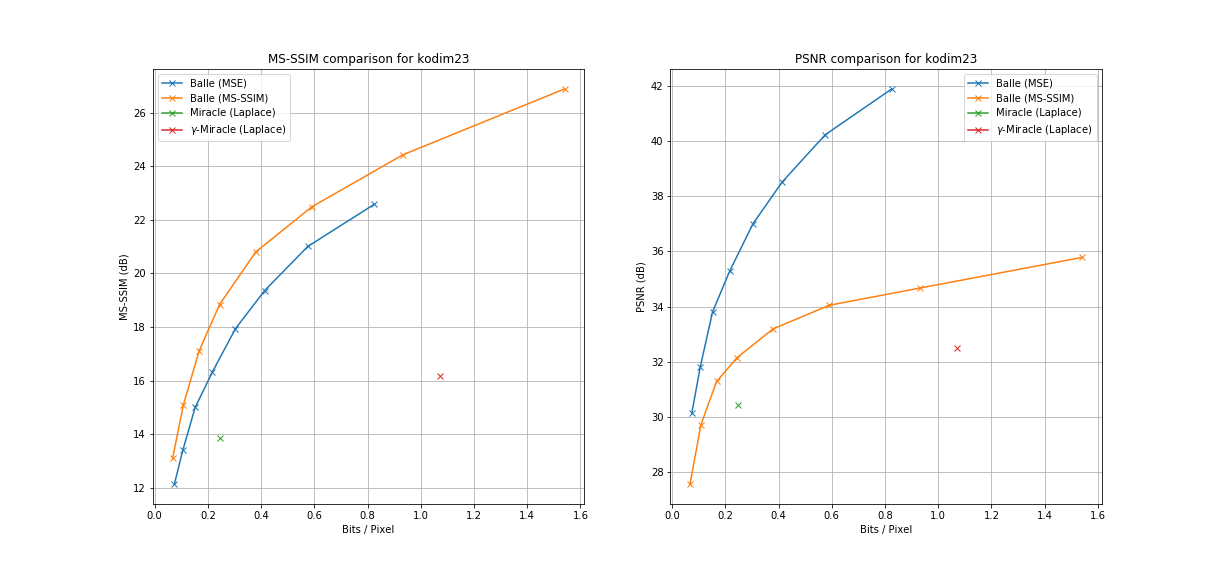 MS-SSIM comparison for kodim23
Balle (MSE)
Balle (MS-SSIM)
Miracle (Laplace)
γ-Miracle (Laplace)
MS-SSIM (dB)
26
24
22
20
18
16
14
12
0.0 0.2 0.4 0.6 0.8 1.0 1.2 1.4 1.6
Bits / Pixel
PSNR comparison for kodim23
Balle (MSE)
Balle (MS-SSIM)
Miracle (Laplace)
γ-Miracle (Laplace)
PSNR (dB)
42
40
38
36
34
32
30
28
0.0 0.2 0.4 0.6 0.8 1.0 1.2 1.4 1.6
Bits / Pixel